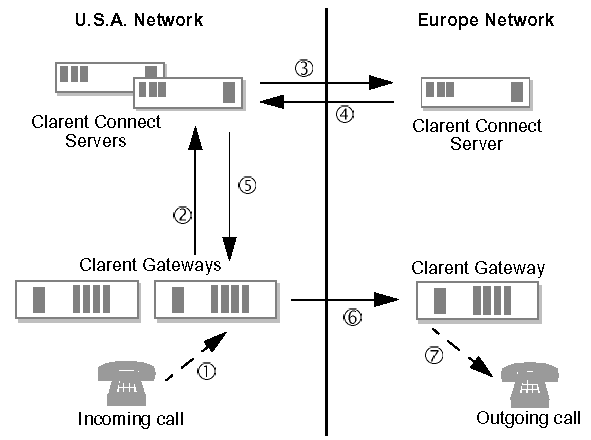 U.S.A. Network
Europe Network
③
Clarent Connect
Servers
④
Clarent Connect
Server
②
⑤
Clarent Gateways
Clarent Gateway
⑥
⑦
①
Incoming call
Outgoing call